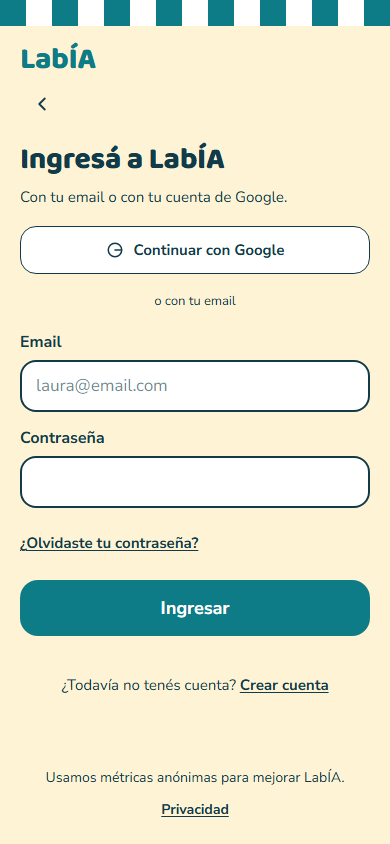 LabÍA
Ingresá a LabÍA
Con tu email o con tu cuenta de Google.
Continuar con Google
o con tu email
Email
laura@email.com
Contraseña
¿Olvidaste tu contraseña?
Ingresar
¿Todavía no tenés cuenta? Crear cuenta
Usamos métricas anónimas para mejorar LabÍA.
Privacidad